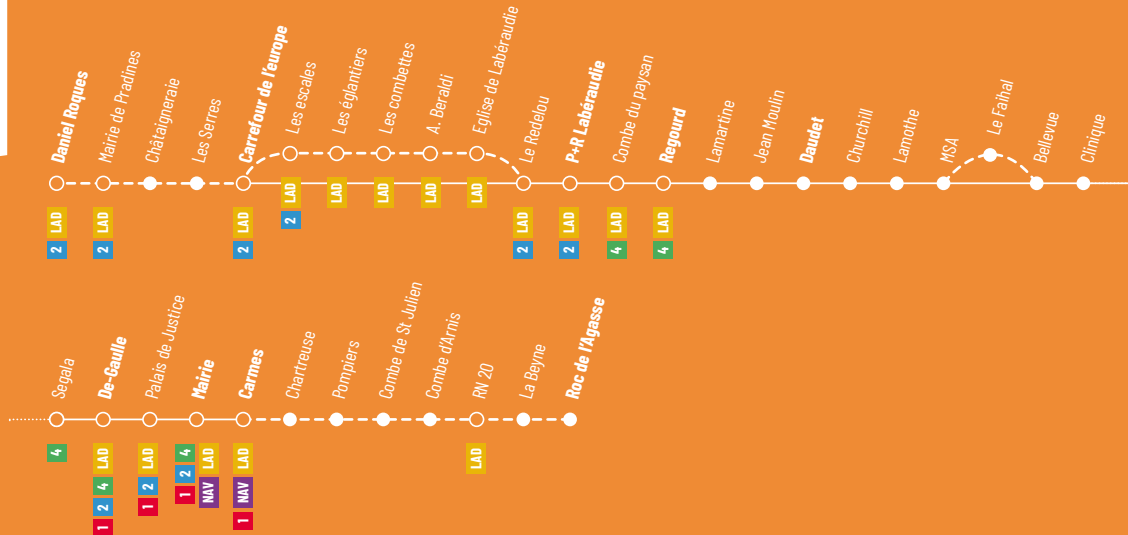 Daniel Roques
Mairie de Pradines
Châtaigneraie
Les Serres
Carrefour de l'europe
Les escales
Les églantiers
Les combettes
A. Beraldi
Eglise de Labéraudie
Le Redelou
P+R Labéraudie
Combe du paysan
Regourd
Lamartine
Jean Moulin
Daudet
Churchill
Lamothe
MSA
Le Faihal
Bellevue
Clinique
2 LAD
2 LAD
2 LAD
2 LAD
LAD
LAD
LAD
LAD
2 LAD
2 LAD
4 LAD
4 LAD
Segala
De-Gaulle
Palais de Justice
Mairie
Carmes
Chartreuse
Pompiers
Combe de St Julien
Combe d'Arnis
RN 20
La Beyne
Roc de l'Agasse
4
1 2 4 LAD
1 2 LAD
1 2 4
NAV LAD
1 NAV LAD
LAD